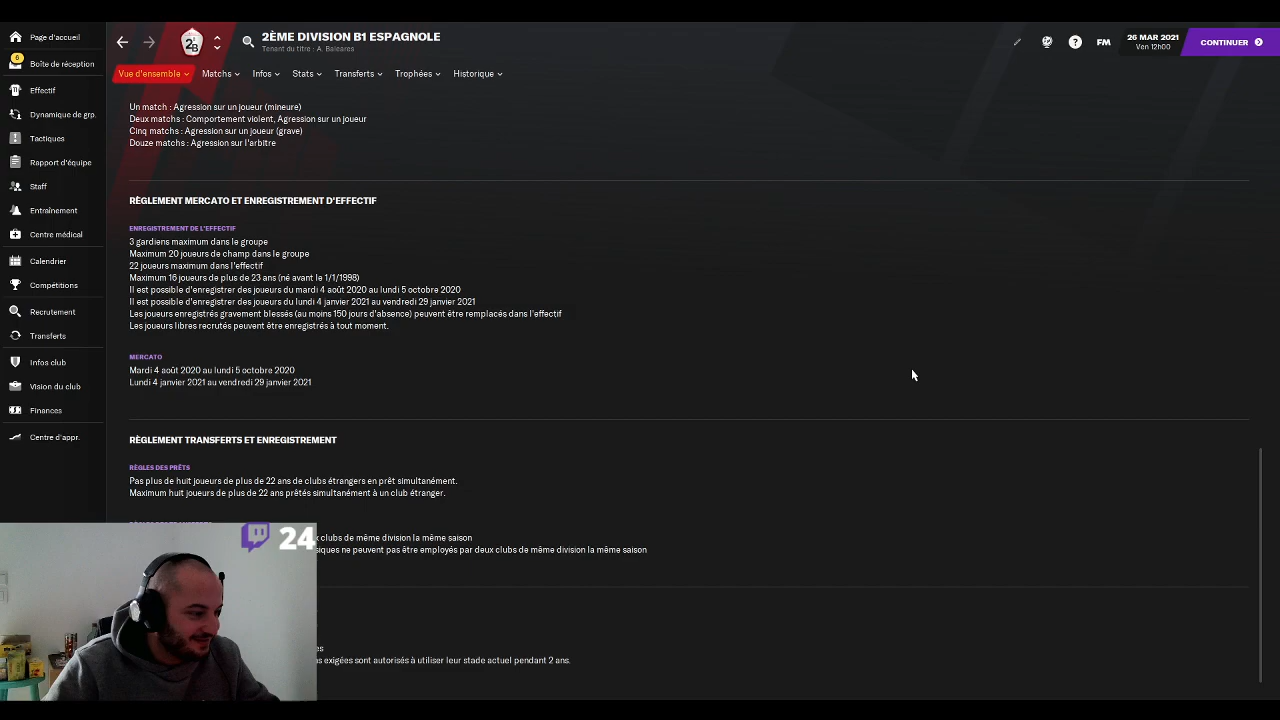 Page d'accueil
6
Boîte de réception
Effectif
Dynamique de grp.
Tactiques
Rapport d'équipe
Staff
Entraînement
Centre médical
Calendrier
Compétitions
Recrutement
Transferts
Infos club
Vision du club
Finances
Centre d'appr.
2B
2ÈME DIVISION B1 ESPAGNOLE
Tenant du titre : A. Baleares
FM
26 MAR 2021
Ven 12h00
CONTINUER
Vue d'ensemble
Matchs
Infos
Stats
Transferts
Trophées
Historique
Un match : Agression sur un joueur (mineure)
Deux matchs : Comportement violent, Agression sur un joueur
Cinq matchs : Agression sur un joueur (grave)
Douze matchs : Agression sur l'arbitre
RÈGLEMENT MERCATO ET ENREGISTREMENT D'EFFECTIF
ENREGISTREMENT DE L'EFFECTIF
3 gardiens maximum dans le groupe
Maximum 20 joueurs de champ dans le groupe
22 joueurs maximum dans l'effectif
Maximum 16 joueurs de plus de 23 ans (né avant le 1/1/1998)
Il est possible d'enregistrer des joueurs du mardi 4 août 2020 au lundi 5 octobre 2020
Il est possible d'enregistrer des joueurs du lundi 4 janvier 2021 au vendredi 29 janvier 2021
Les joueurs enregistrés gravement blessés (au moins 150 jours d'absence) peuvent être remplacés dans l'effectif
Les joueurs libres recrutés peuvent être enregistrés à tout moment.
MERCATO
Mardi 4 août 2020 au lundi 5 octobre 2020
Lundi 4 janvier 2021 au vendredi 29 janvier 2021
RÈGLEMENT TRANSFERTS ET ENREGISTREMENT
RÈGLES DES PRÊTS
Pas plus de huit joueurs de plus de 22 ans de clubs étrangers en prêt simultanément.
Maximum huit joueurs de plus de 22 ans prêtés simultanément à un club étranger.
24
clubs de même division la même saison
siques ne peuvent pas être employés par deux clubs de même division la même saison
exigées sont autorisés à utiliser leur stade actuel pendant 2 ans.